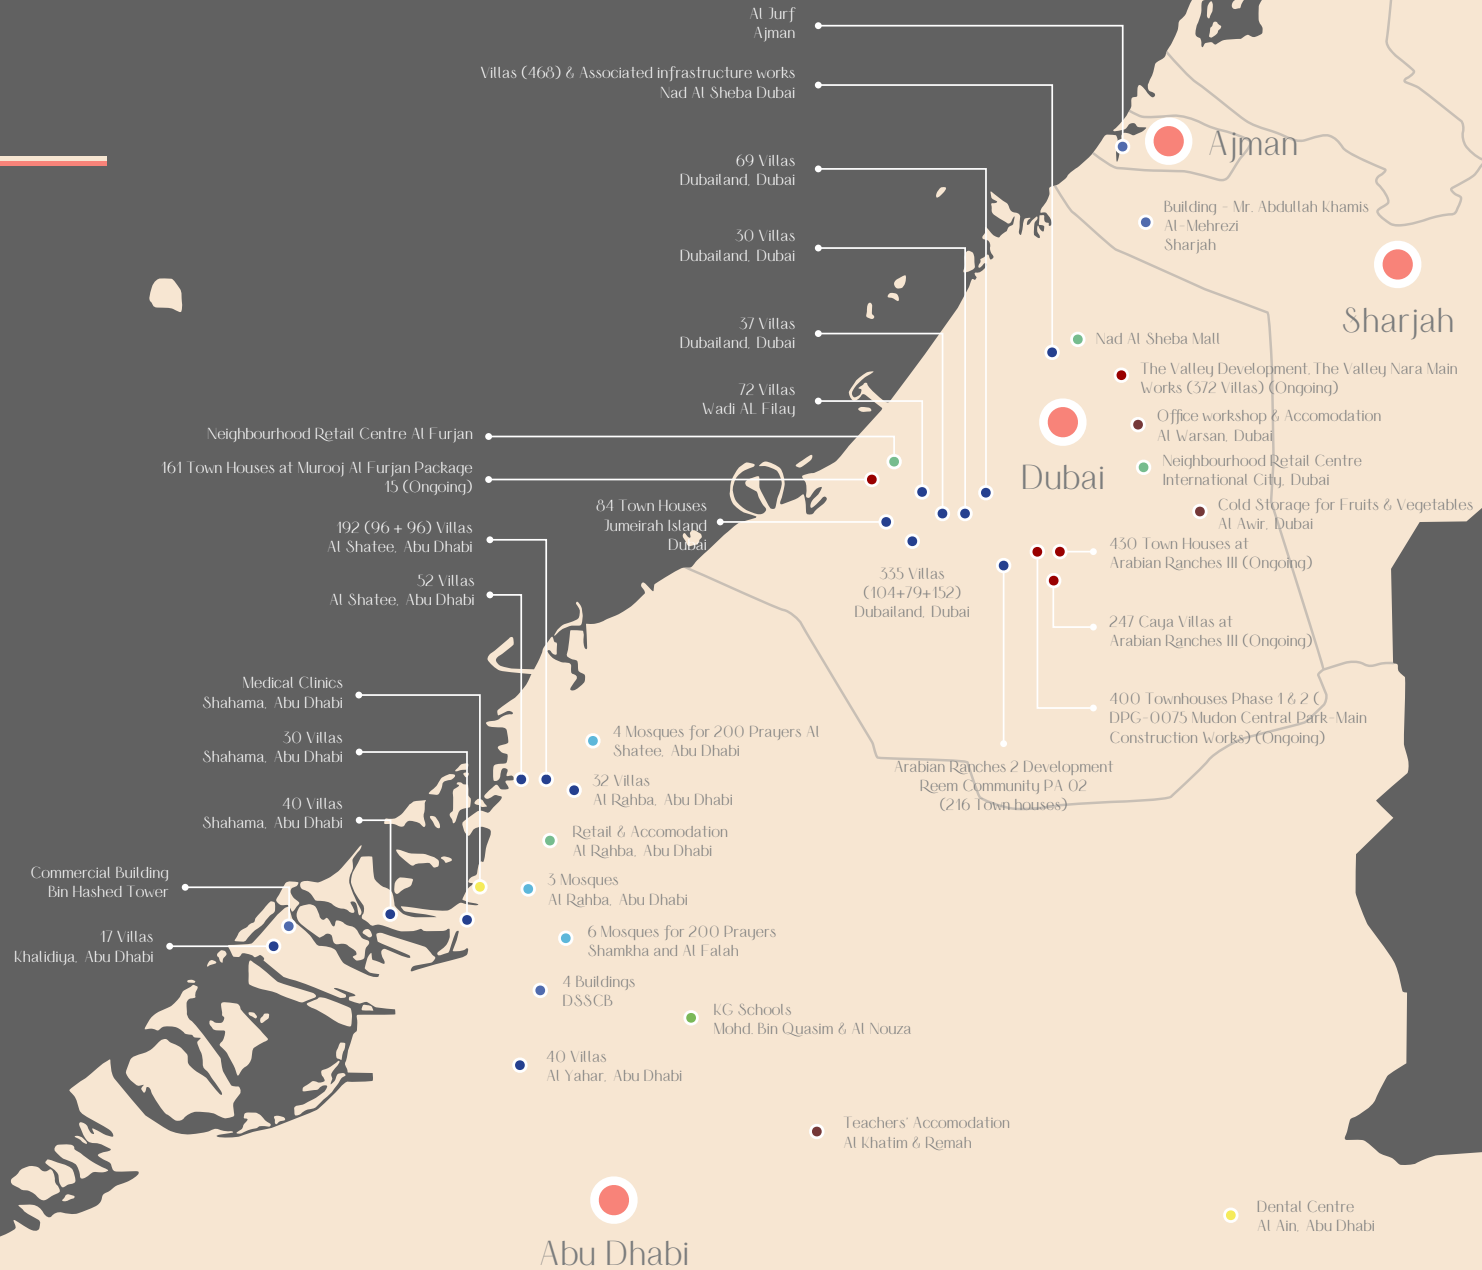 Al Jurf
Ajman
Villas (468) & Associated infrastructure works
Nad Al Sheba Dubai
69 Villas
Dubailand, Dubai
30 Villas
Dubailand, Dubai
37 Villas
Dubailand, Dubai
72 Villas
Wadi AL Filay
Neighbourhood Retail Centre Al Furjan
161 Town Houses at Murooj Al Furjan Package
15 (Ongoing)
84 Town Houses
Jumeirah Island
Dubai
192 (96 + 96) Villas
Al Shatee, Abu Dhabi
52 Villas
Al Shatee, Abu Dhabi
Medical Clinics
Shahama, Abu Dhabi
30 Villas
Shahama, Abu Dhabi
40 Villas
Shahama, Abu Dhabi
Commercial Building
Bin Hashed Tower
17 Villas
Khalidiya, Abu Dhabi
Ajman
Building - Mr. Abdullah Khamis
Al-Mehrezi
Sharjah
Sharjah
Nad Al Sheba Mall
The Valley Development, The Valley Nara Main
Works (372 Villas) (Ongoing)
Office workshop & Accomodation
Al Warsan, Dubai
Dubai
Neighbourhood Retail Centre
International City, Dubai
Cold Storage for Fruits & Vegetables
Al Awir, Dubai
430 Town Houses at
Arabian Ranches III (Ongoing)
335 Villas
(104+79+152)
Dubailand, Dubai
247 Caya Villas at
Arabian Ranches III (Ongoing)
400 Townhouses Phase 1 & 2 (
DPG-0075 Mudon Central Park-Main
Construction Works) (Ongoing)
Arabian Ranches 2 Development
Reem Community PA 02
(216 Town houses)
4 Mosques for 200 Prayers Al
Shatee, Abu Dhabi
32 Villas
Al Rahba, Abu Dhabi
Retail & Accomodation
Al Rahba, Abu Dhabi
3 Mosques
Al Rahba, Abu Dhabi
6 Mosques for 200 Prayers
Shamkha and Al Falah
4 Buildings
DSSCB
KG Schools
Mohd. Bin Quasim & Al Nouza
40 Villas
Al Yahar, Abu Dhabi
Teachers' Accomodation
Al Khatim & Remah
Abu Dhabi
Dental Centre
Al Ain, Abu Dhabi